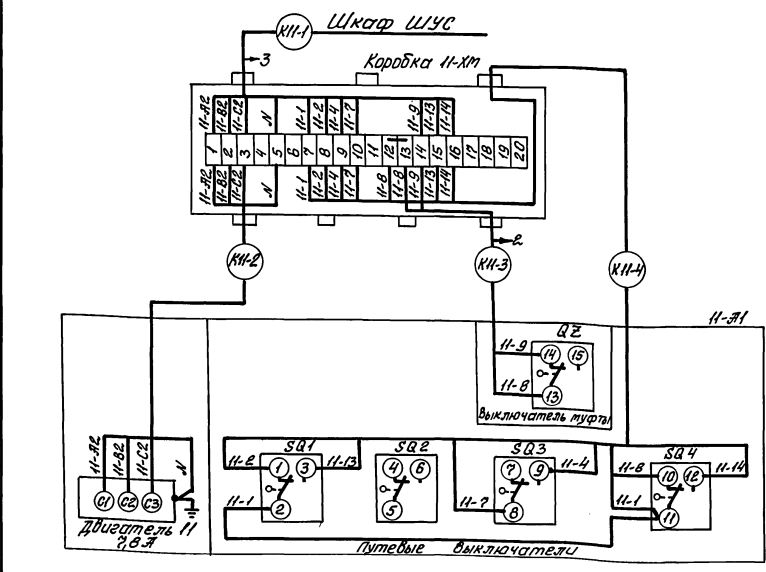 К11-1
Шкаф ШУС
3
Коробка 11-ХТ
11-А2 11-В2 11-С2 N 11-1 11-2 11-4 11-7 11-9 11-13 11-14
1 2 3 4 5 6 7 8 9 10 11 12 13 14 15 16 17 18 19 20
11-А2 11-В2 11-С2 N 11-1 11-2 11-4 11-7 11-8 11-8 11-9 11-13 11-14
2
К11-2 К11-3 К11-4
11-А1
QZ
11-9 14 15
11-8 13
Выключатель муфты
11-А2 11-В2 11-С2 N
С1 С2 С3
Двигатель 11
7,8 А
SQ1 SQ2 SQ3 SQ4
11-2 1 3 11-13 4 6 7 9 11-4 11-8 10 12 11-14
11-1 2 5 11-7 8 11-1 11
Путевые выключатели